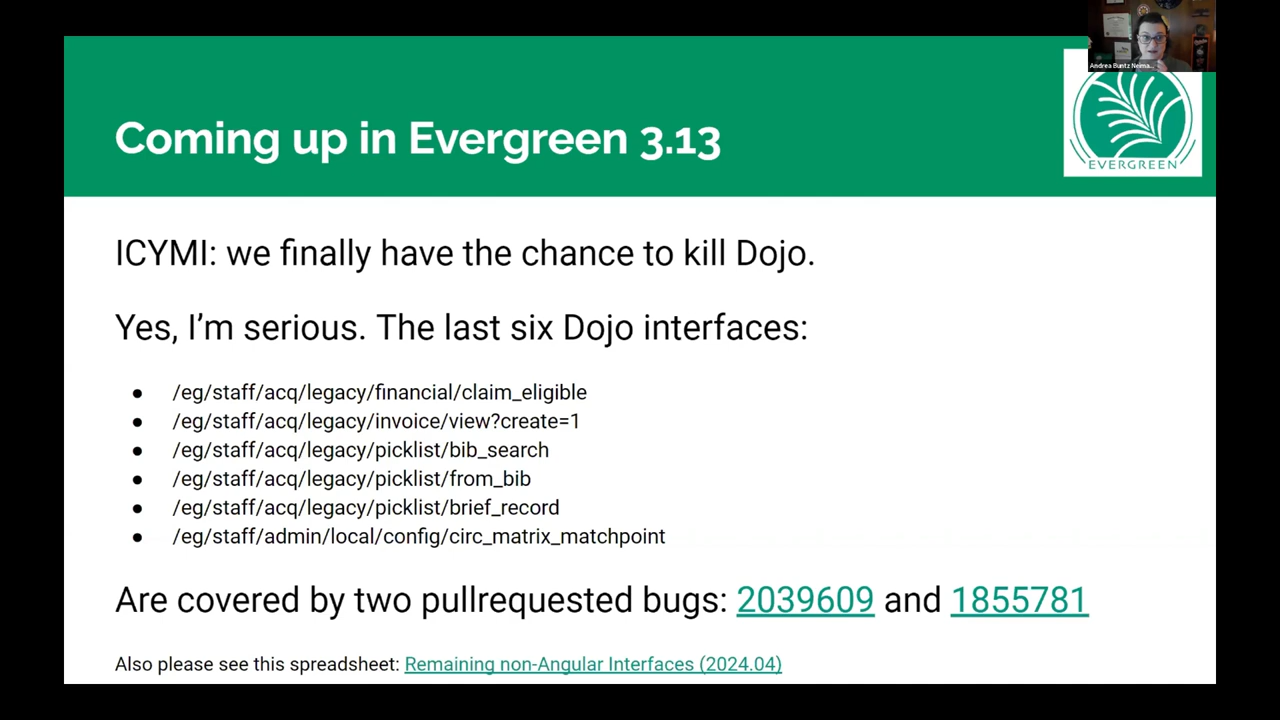 Andrea Buntz Neima...
Coming up in Evergreen 3.13
EVERGREEN
ICYMI: we finally have the chance to kill Dojo.
Yes, I'm serious. The last six Dojo interfaces:
● /eg/staff/acq/legacy/financial/claim_eligible
● /eg/staff/acq/legacy/invoice/view?create=1
● /eg/staff/acq/legacy/picklist/bib_search
● /eg/staff/acq/legacy/picklist/from_bib
● /eg/staff/acq/legacy/picklist/brief_record
● /eg/staff/admin/local/config/circ_matrix_matchpoint
Are covered by two pullrequested bugs: 2039609 and 1855781
Also please see this spreadsheet: Remaining non-Angular Interfaces (2024.04)